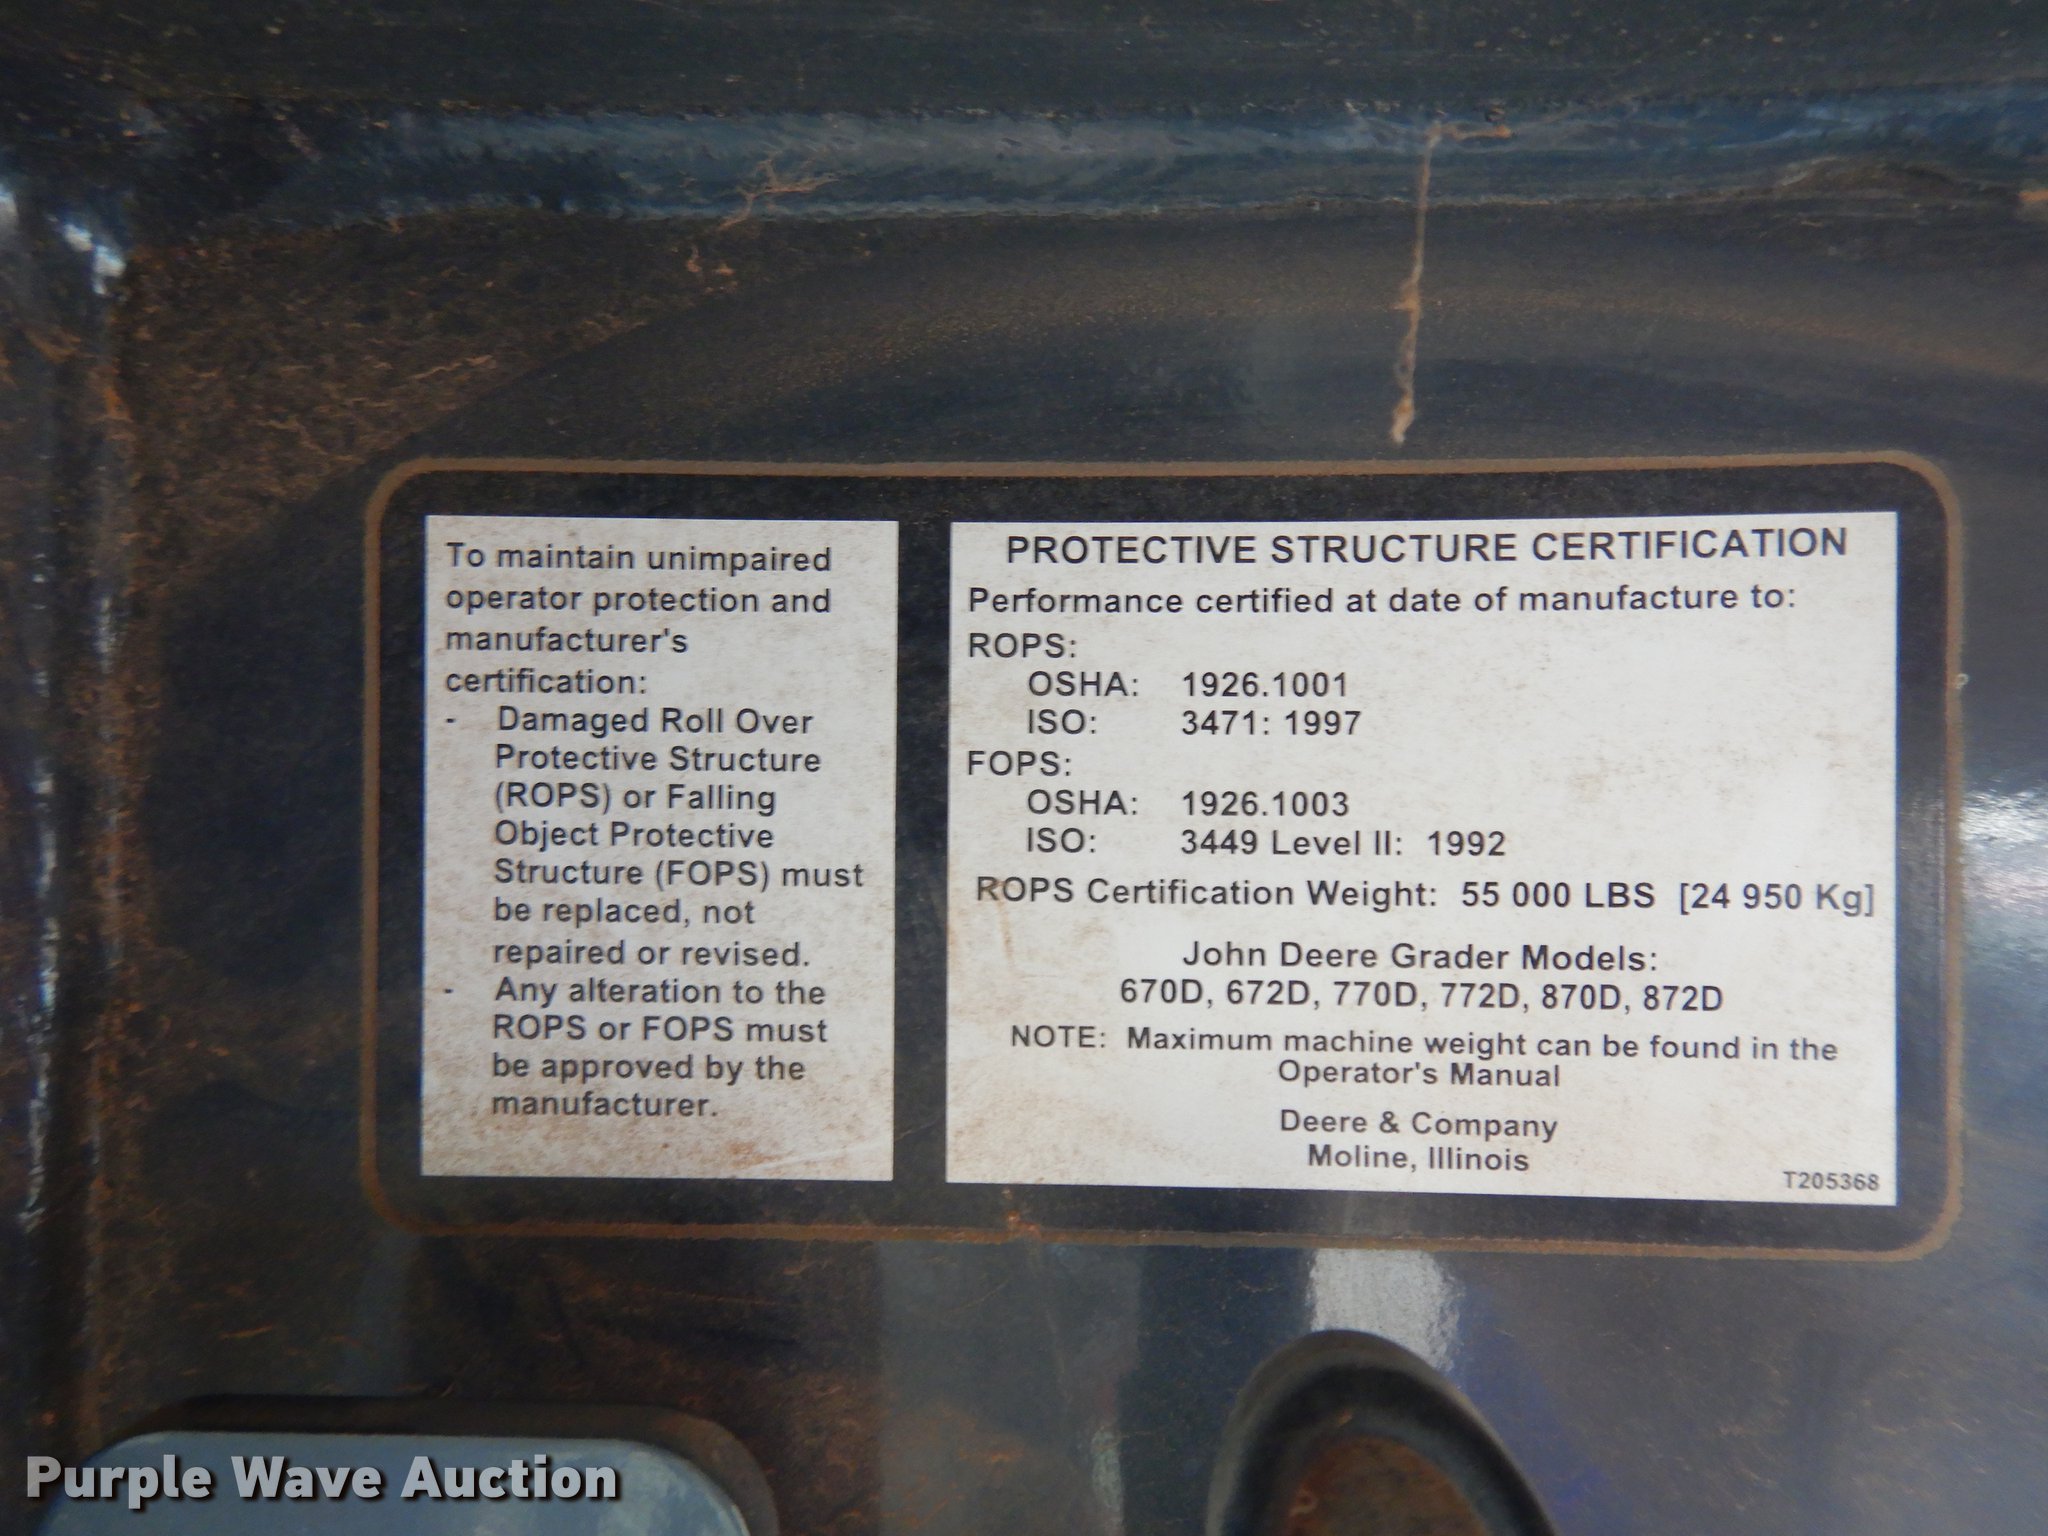 To maintain unimpaired
operator protection and
manufacturer's
certification:
- Damaged Roll Over
Protective Structure
(ROPS) or Falling
Object Protective
Structure (FOPS) must
be replaced, not
repaired or revised.
- Any alteration to the
ROPS or FOPS must
be approved by the
manufacturer.
PROTECTIVE STRUCTURE CERTIFICATION
Performance certified at date of manufacture to:
ROPS:
OSHA: 1926.1001
ISO: 3471: 1997
FOPS:
OSHA: 1926.1003
ISO: 3449 Level II: 1992
ROPS Certification Weight: 55 000 LBS [24 950 Kg]
John Deere Grader Models:
670D, 672D, 770D, 772D, 870D, 872D
NOTE: Maximum machine weight can be found in the
Operator's Manual
Deere & Company
Moline, Illinois
T205368
Purple Wave Auction